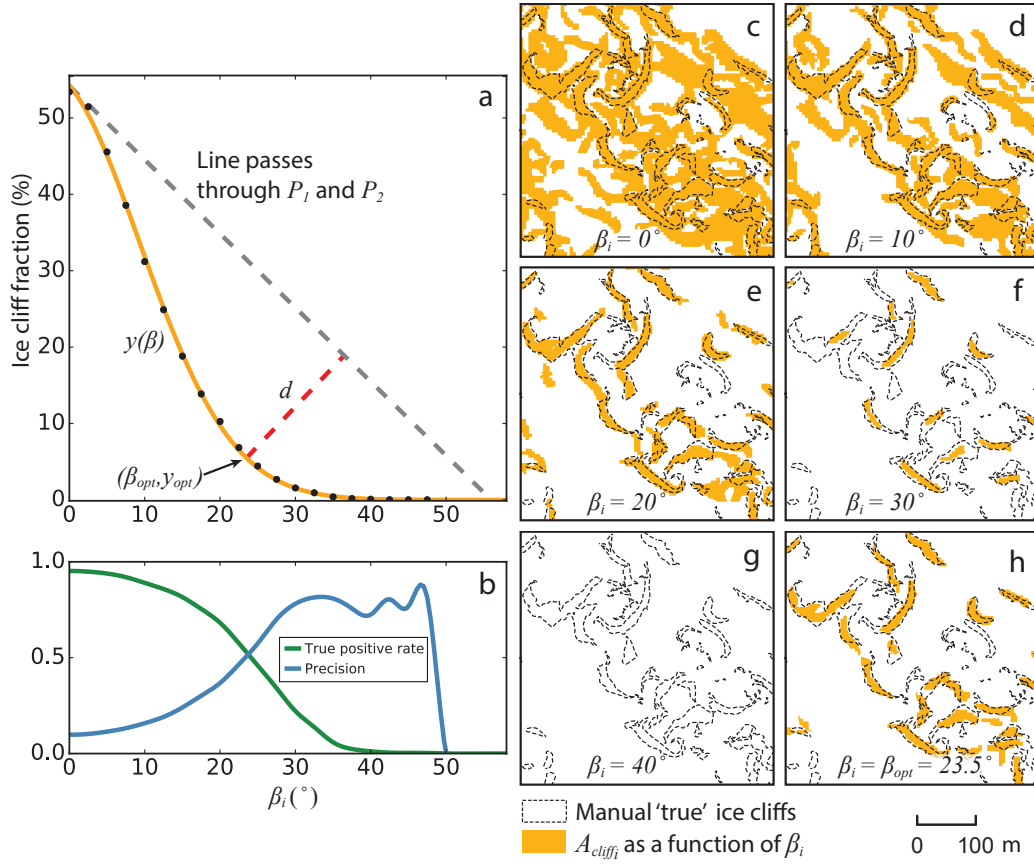 a
Ice cliff fraction (%)
50
40
30
20
10
0
Line passes
through P1 and P2
y(β)
d
(βopt,yopt)
0 10 20 30 40 50
b
1.0
0.5
0.0
True positive rate
Precision
0 10 20 30 40 50
βi(°)
c
βi = 0°
d
βi = 10°
e
βi = 20°
f
βi = 30°
g
βi = 40°
h
βi = βopt = 23.5°
Manual 'true' ice cliffs
Acliffi as a function of βi
0 100 m